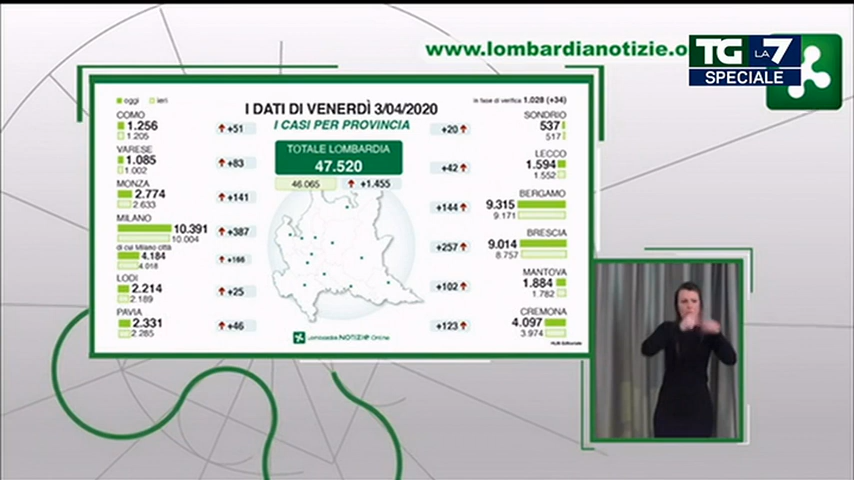 www.lombardianotizie.o
TG LA 7
SPECIALE
oggi ieri
I DATI DI VENERDÌ 3/04/2020
In fase di verifica 1.028 (+34)
I CASI PER PROVINCIA
TOTALE LOMBARDIA
47.520
46.065 +1.455
COMO
1.256 +51
1.205
VARESE
1.085 +83
1.002
MONZA
2.774 +141
2.633
MILANO
10.391 +387
10.004
di cui Milano città
4.184 +166
4.018
LODI
2.214 +25
2.189
PAVIA
2.331 +46
2.285
SONDRIO
+20 537
517
LECCO
+42 1.594
1.552
BERGAMO
+144 9.315
9.171
BRESCIA
+257 9.014
8.757
MANTOVA
+102 1.884
1.782
CREMONA
+123 4.097
3.974
Lombardia NOTIZIE Online